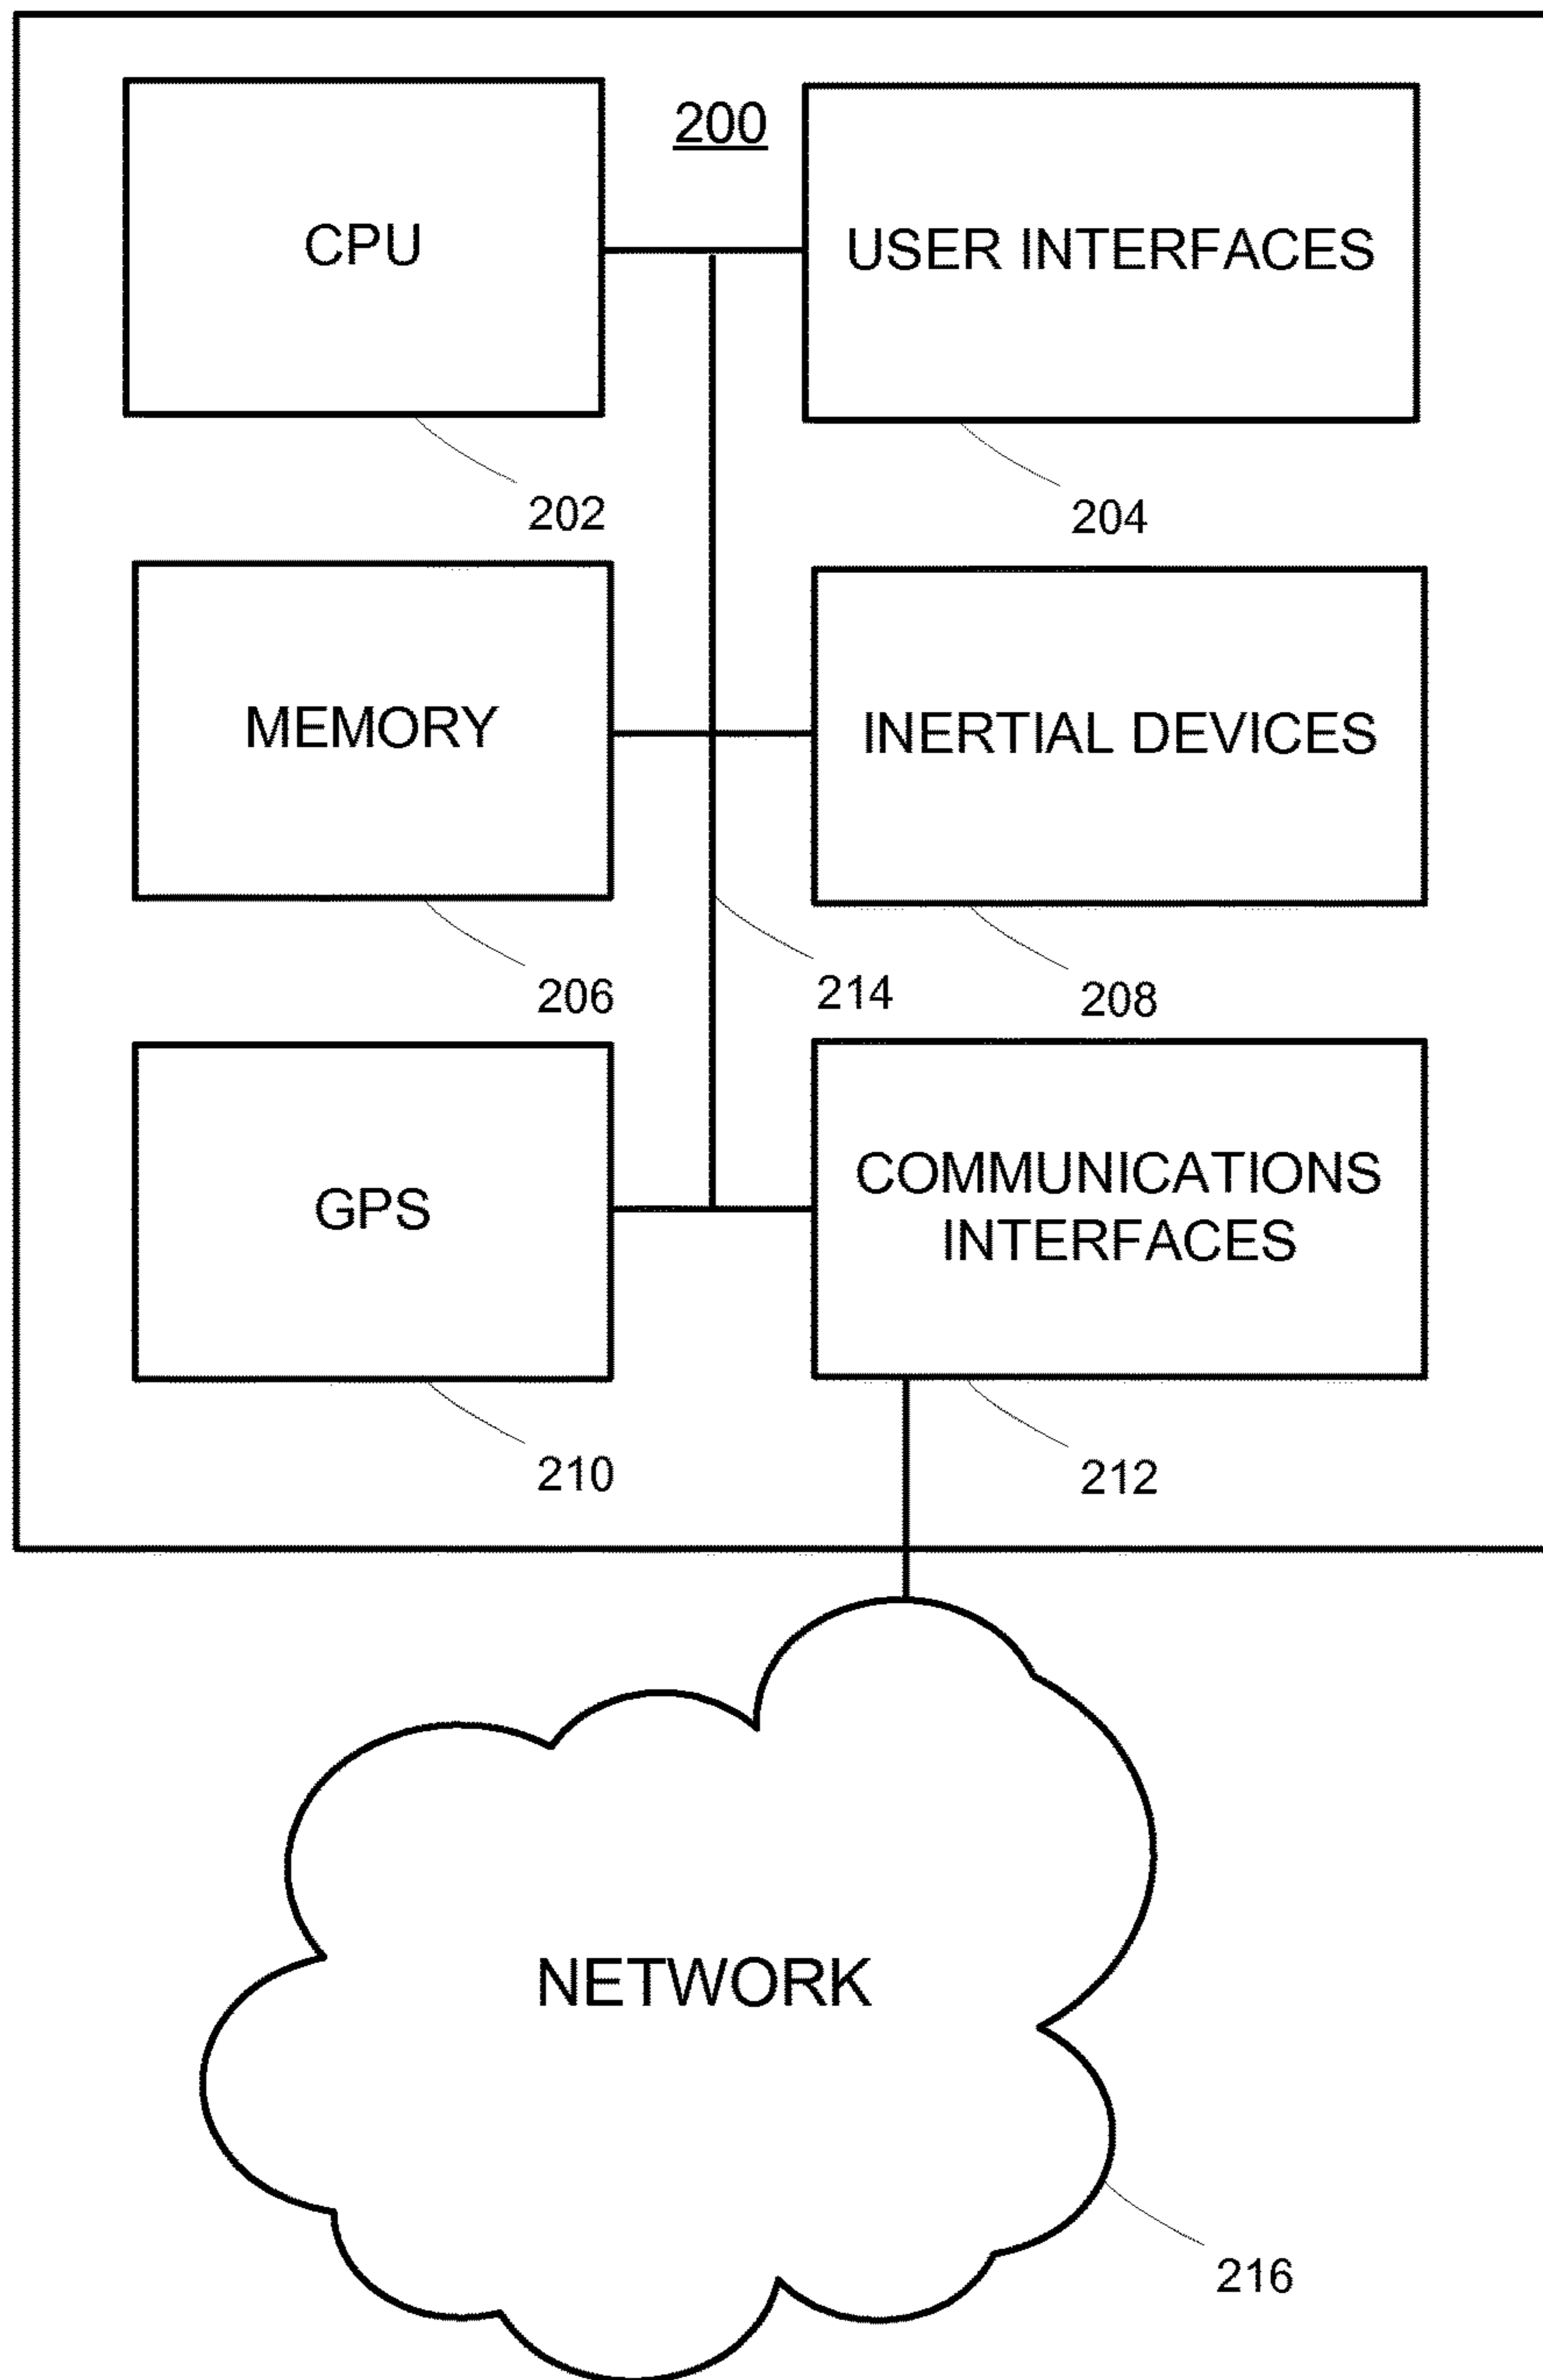 200
CPU
USER INTERFACES
202
204
MEMORY
INERTIAL DEVICES
206
214
208
GPS
COMMUNICATIONS
INTERFACES
210
212
NETWORK
216